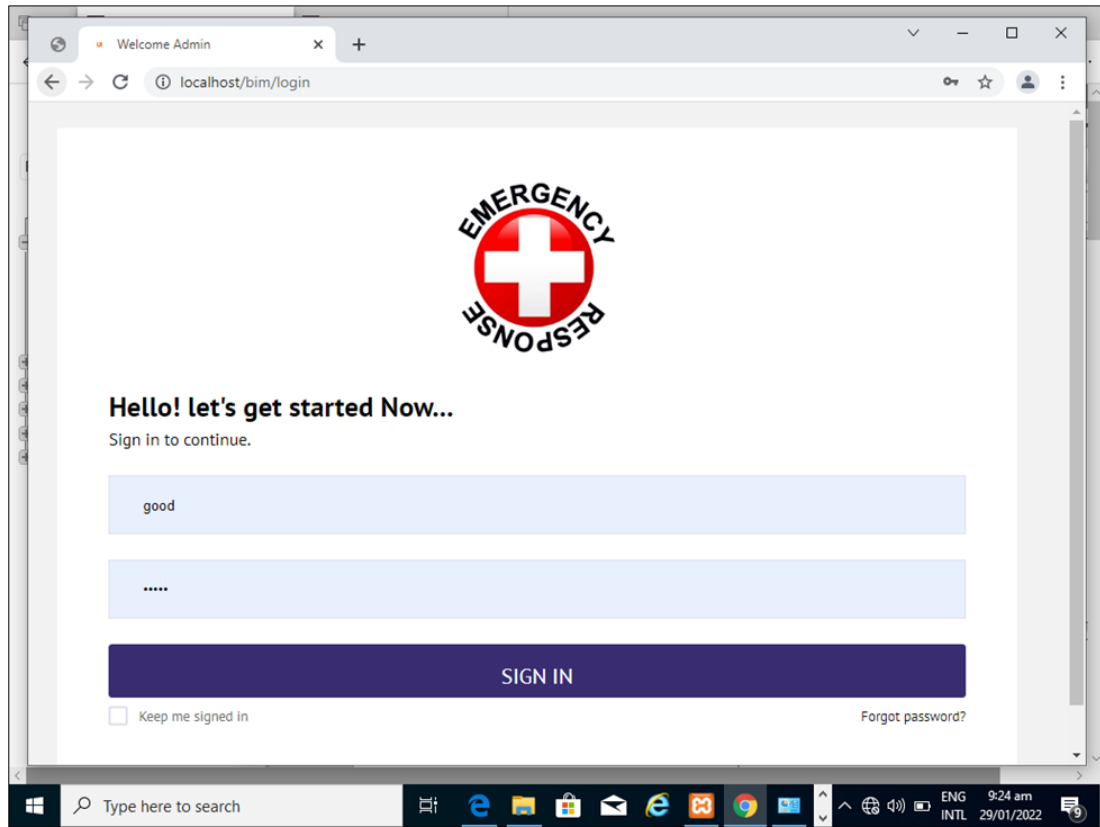 Welcome Admin
localhost/bim/login
EMERGENCY
RESPONSE
Hello! let's get started Now...
Sign in to continue.
good
•••••
SIGN IN
Keep me signed in
Forgot password?
Type here to search
ENG
INTL
9:24 am
29/01/2022
9